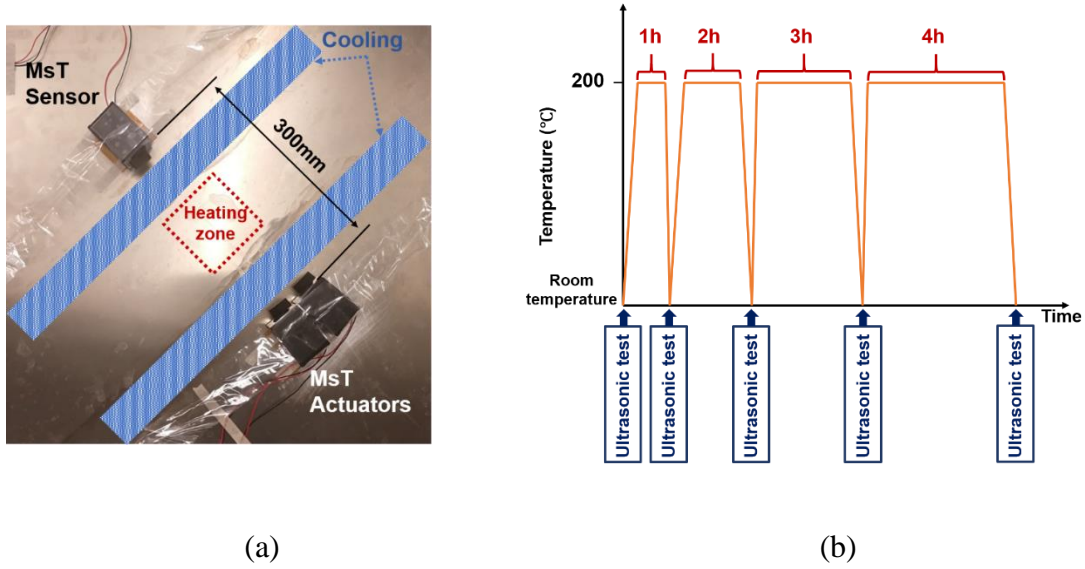 MsT
Sensor
Cooling
300mm
Heating
zone
MsT
Actuators
(a)
1h
2h
3h
4h
200
Temperature (°C)
Room
temperature
Time
Ultrasonic test
Ultrasonic test
Ultrasonic test
Ultrasonic test
Ultrasonic test
(b)